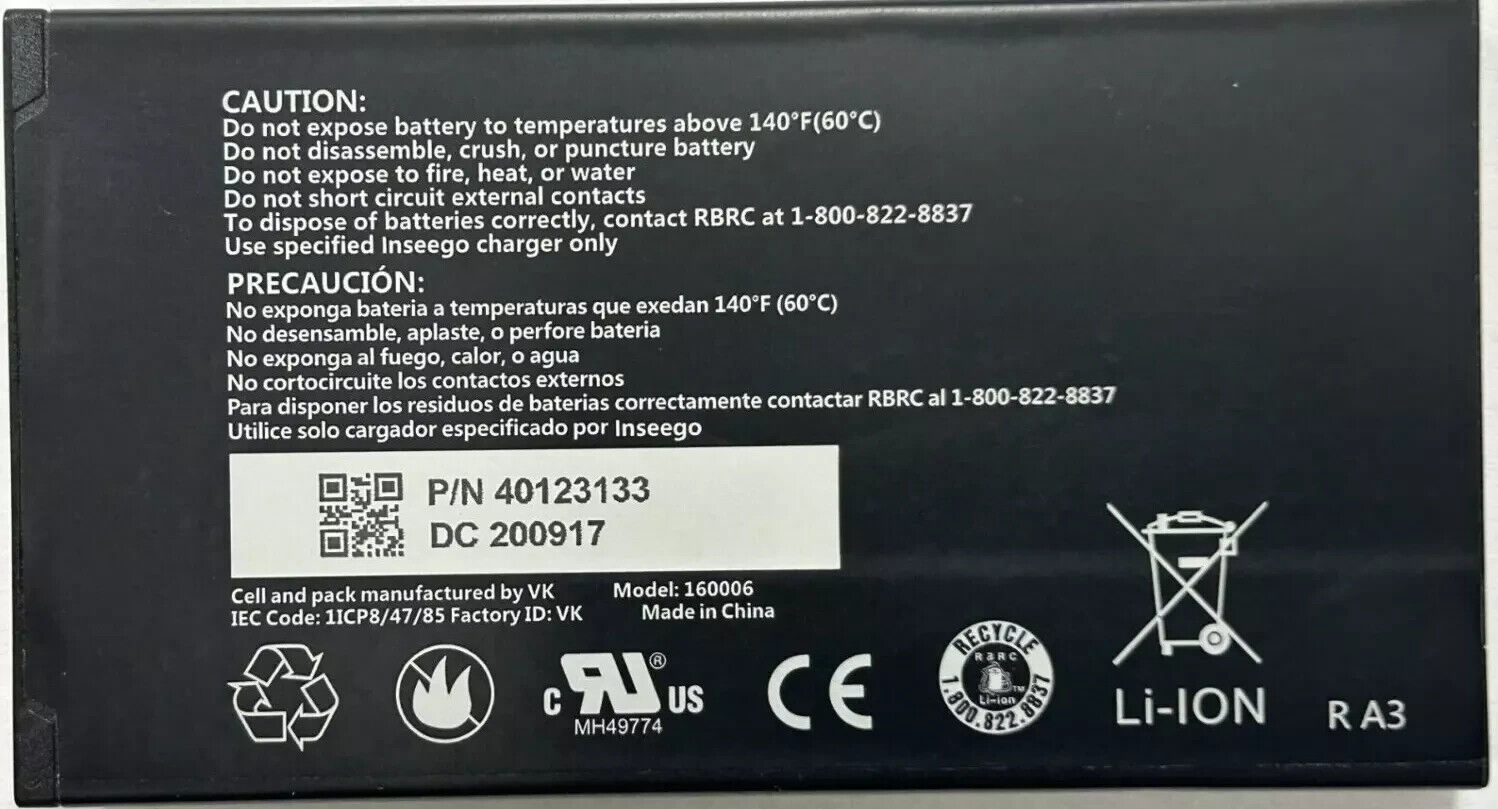 CAUTION:
Do not expose battery to temperatures above 140°F(60°C)
Do not disassemble, crush, or puncture battery
Do not expose to fire, heat, or water
Do not short circuit external contacts
To dispose of batteries correctly, contact RBRC at 1-800-822-8837
Use specified Inseego charger only
PRECAUCIÓN:
No exponga bateria a temperaturas que exedan 140°F (60°C)
No desensamble, aplaste, o perfore bateria
No exponga al fuego, calor, o agua
No cortocircuite los contactos externos
Para disponer los residuos de baterias correctamente contactar RBRC al 1-800-822-8837
Utilice solo cargador especificado por Inseego
P/N 40123133
DC 200917
Cell and pack manufactured by VK Model: 160006
IEC Code: 1ICP8/47/85 Factory ID: VK Made in China
C RU® US
MH49774
CE
RECYCLE
RBRC
Li-ion™
1.800.822.8837
Li-ION
R A3